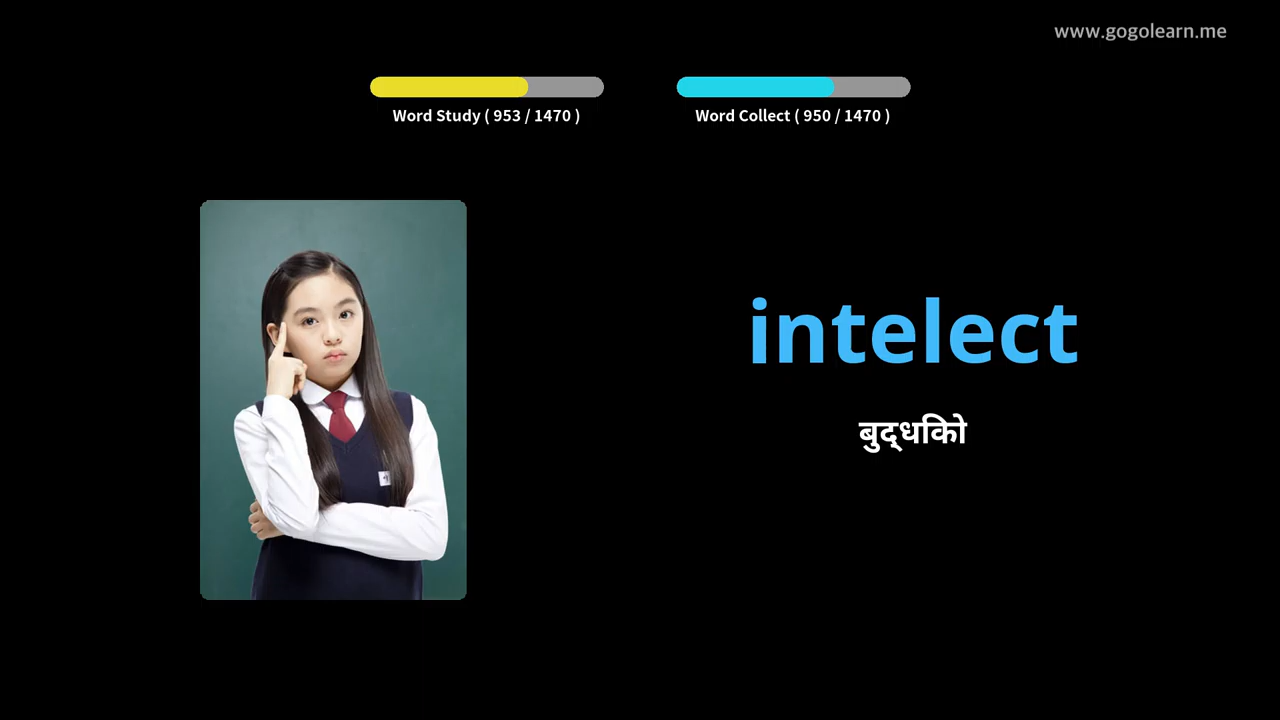 www.gogolearn.me
Word Study ( 953 / 1470 )
Word Collect ( 950 / 1470 )
intelect
बुद्धिको